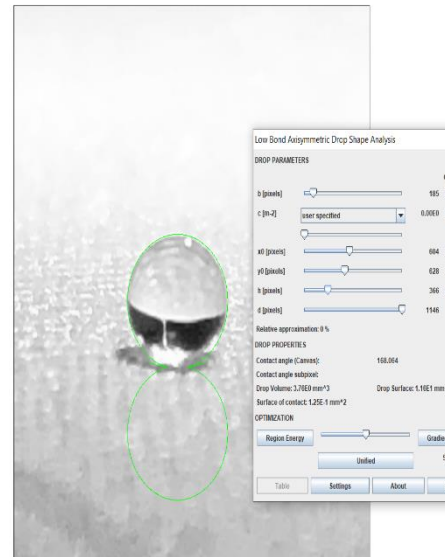 Low Bond Axisymmetric Drop Shape Analysis
DROP PARAMETERS
b [pixels] 105
c [m-2] user specified 0.00E0
x0 [pixels] 604
y0 [pixels] 628
h [pixels] 366
d [pixels] 1146
Relative approximation: 0 %
DROP PROPERTIES
Contact angle (Canvas): 168.064
Contact angle subpixel:
Drop Volume: 3.76E0 mm^3 Drop Surface: 1.16E1 mm
Surface of contact: 1.25E-1 mm^2
OPTIMIZATION
Region Energy Gradie
Unified
Table Settings About